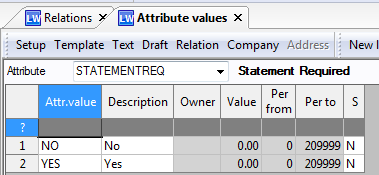 LW Relations LW Attribute values
Setup Template Text Draft Relation Company Address New
Attribute STATEMENTREQ Statement Required
Attr.value Description Owner Value Per from Per to S
?
1 NO No 0.00 0 209999 N
2 YES Yes 0.00 0 209999 N